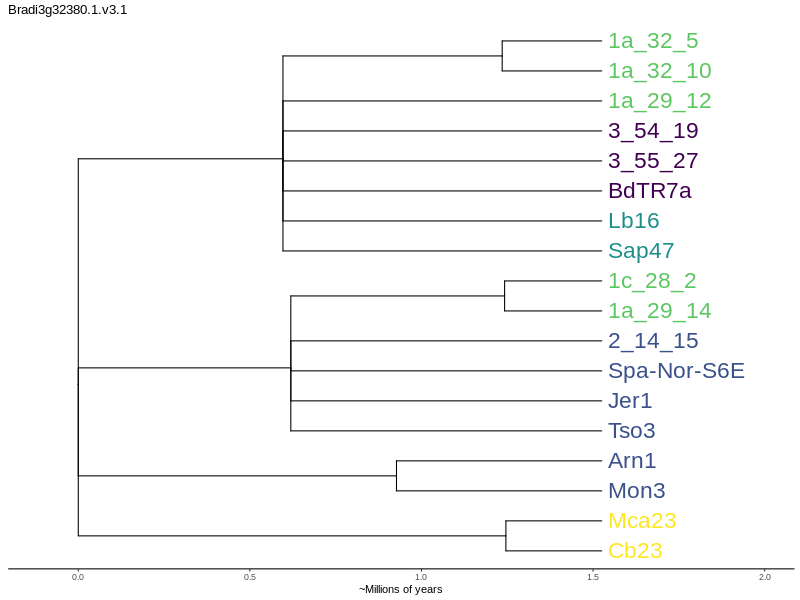 Bradi3g32380.1.v3.1
1a_32_5
1a_32_10
1a_29_12
3_54_19
3_55_27
BdTR7a
Lb16
Sap47
1c_28_2
1a_29_14
2_14_15
Spa-Nor-S6E
Jer1
Tso3
Arn1
Mon3
Mca23
Cb23
0.0 0.5 1.0 1.5 2.0
~Millions of years